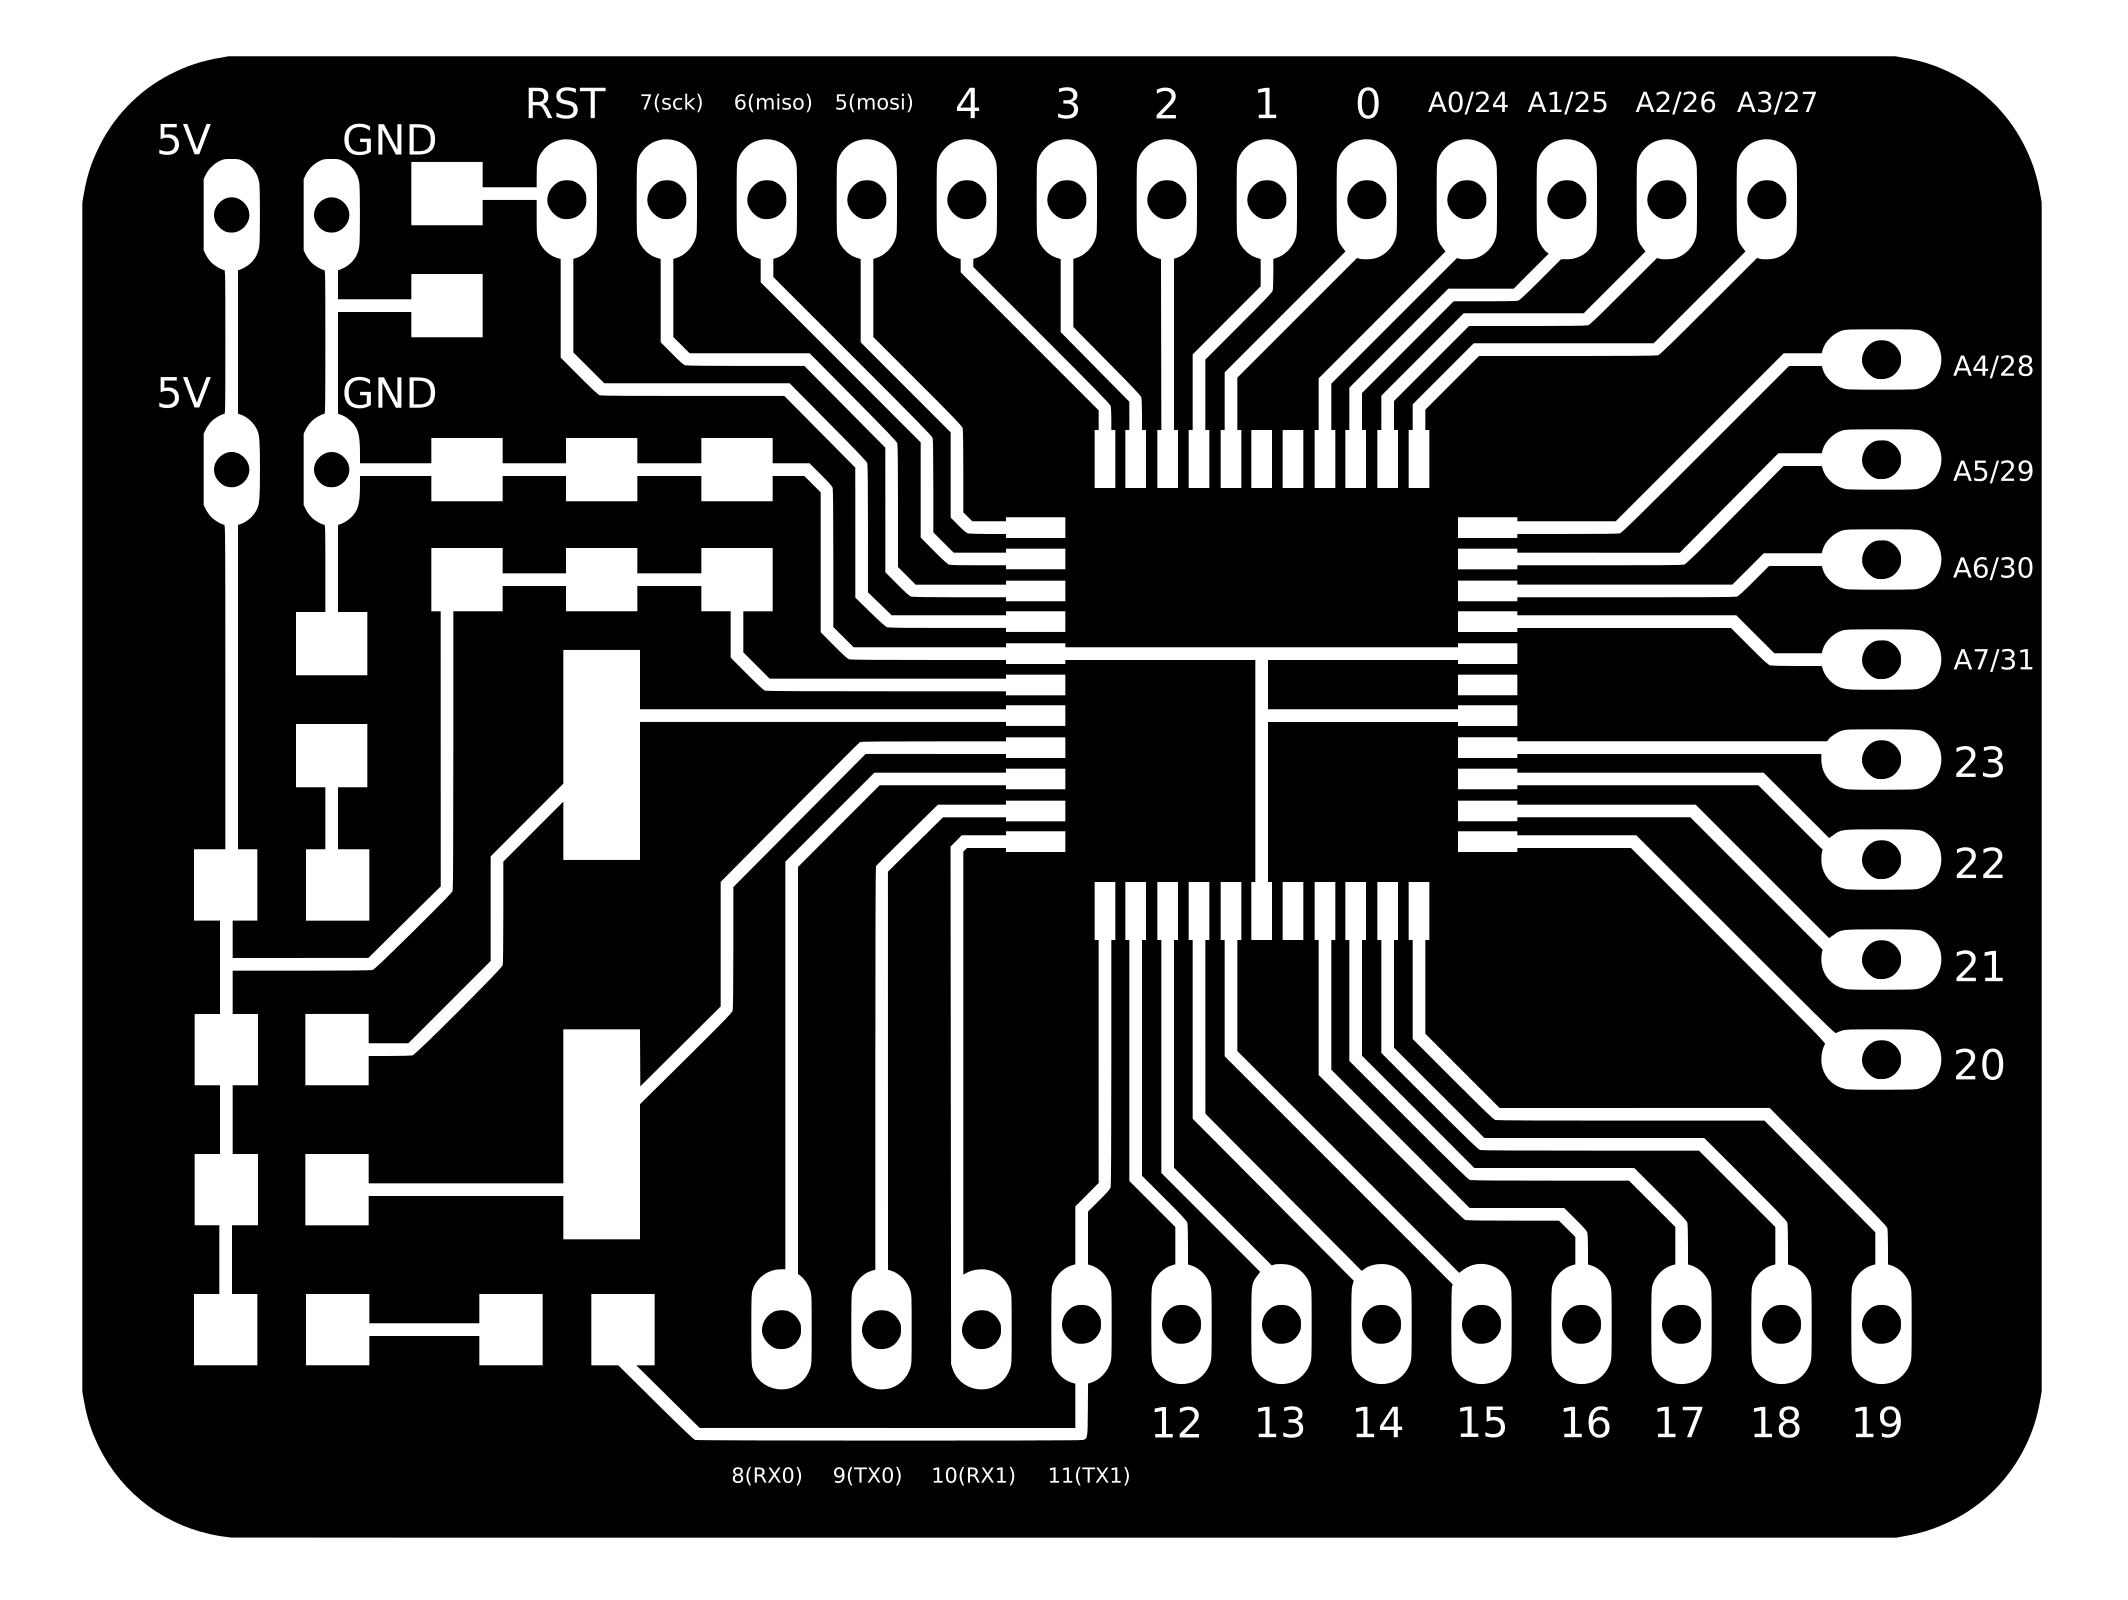 RST 7(sck) 6(miso) 5(mosi) 4 3 2 1 0 A0/24 A1/25 A2/26 A3/27
5V GND
A4/28
5V GND
A5/29
A6/30
A7/31
23
22
21
20
12 13 14 15 16 17 18 19
8(RX0) 9(TX0) 10(RX1) 11(TX1)